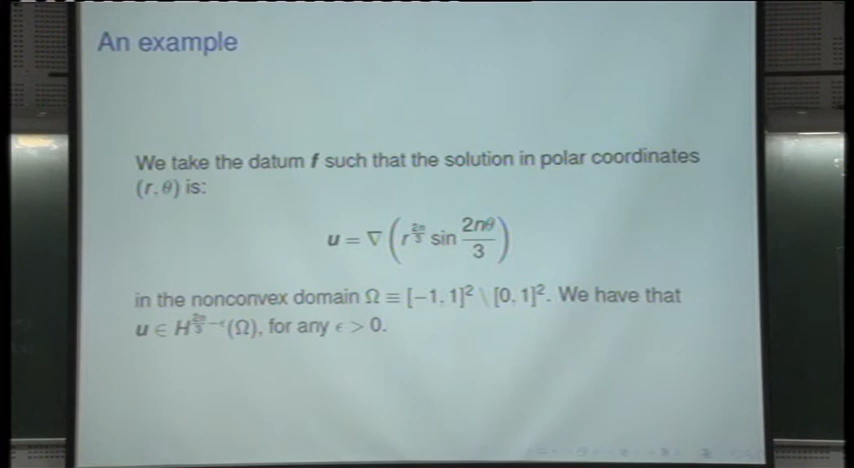 An example
We take the datum f such that the solution in polar coordinates
(r, θ) is:
u = ∇ ( r^{2n/3} sin 2nθ/3 )
in the nonconvex domain Ω ≡ [−1, 1]² \ [0, 1]². We have that
u ∈ H^{2n/3 − ϵ}(Ω), for any ϵ > 0.